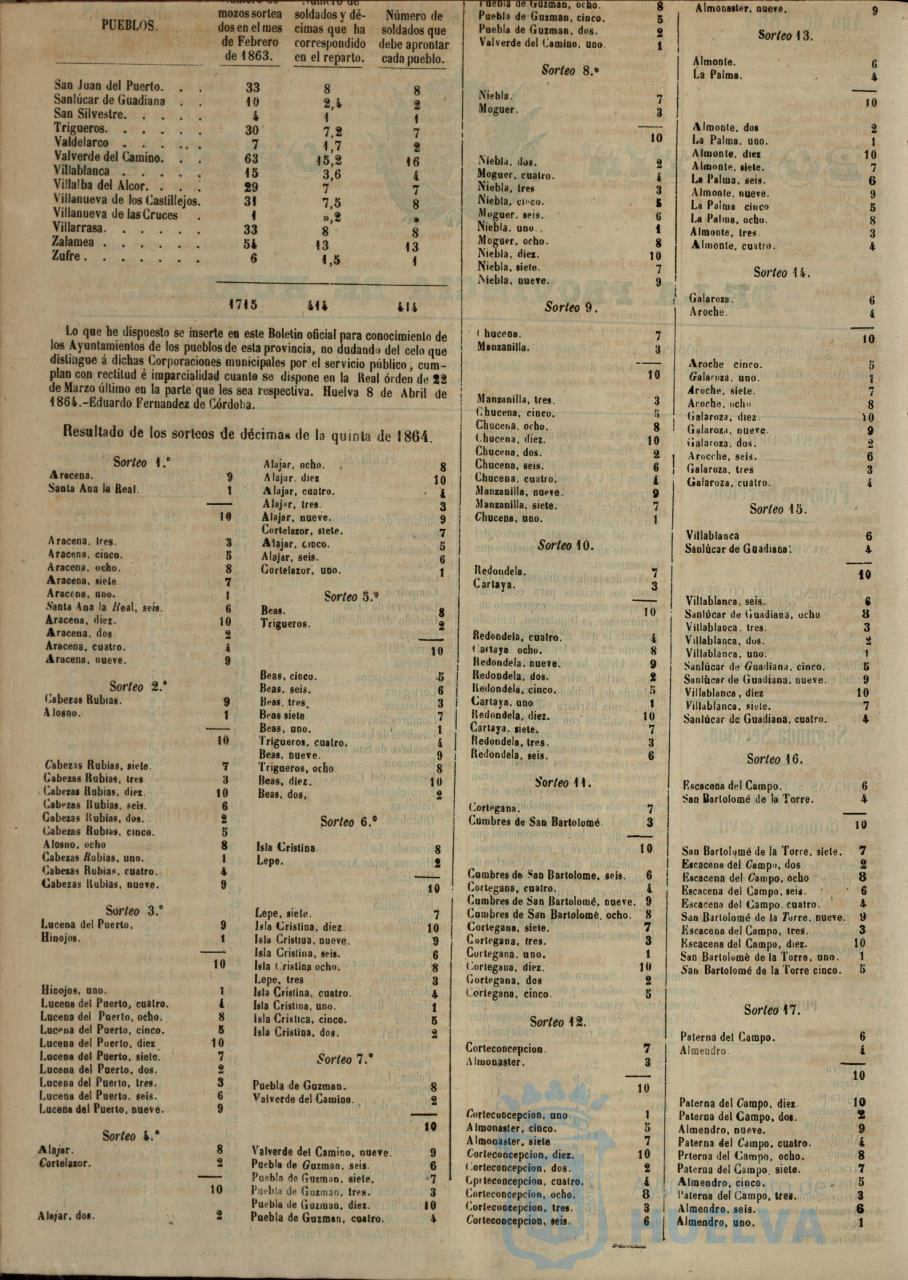 PUEBLOS.
mozos sortea
dos en el mes
de Febrero
de 1863.
soldados y dé-
cimas que ha
correspondido
en el reparto.
Número de
soldados que
debe aprontar
cada pueblo.
San Juan del Puerto. . . 33 8 8
Sanlúcar de Guadiana . . 10 2,4 2
San Silvestre. . . . . 4 1 1
Trigueros. . . . . . 30 7,2 7
Valdelarco . . . . . 7 1,7 2
Valverde del Camino. . . 63 15,2 16
Villablanca . . . . . 15 3,6 4
Villalba del Alcor. . . . 29 7 7
Villanueva de los Castillejos. 31 7,5 8
Villanueva de las Cruces . 1 »,2 »
Villarrasa. . . . . . 33 8 8
Zalamea . . . . . . 54 13 13
Zufre . . . . . . . 6 1,5 1
1715 414 414
Lo que he dispuesto se inserte en este Boletin oficial para conocimiento de
los Ayuntamientos de los pueblos de esta provincia, no dudando del celo que
distingue á dichas Corporaciones municipales por el servicio público, cum-
plan con rectitud é imparcialidad cuanto se dispone en la Real órden de 22
de Marzo último en la parte que les sea respectiva. Huelva 8 de Abril de
1864.-Eduardo Fernandez de Córdoba.
Resultado de los sorteos de décimas de la quinta de 1864.
Sorteo 1.º
Aracena. 9
Santa Ana la Real. 1
10
Aracena, tres. 3
Aracena, cinco. 5
Aracena, ocho. 8
Aracena, siete 7
Aracena, uno. 1
Santa Ana la Real, seis. 6
Aracena, diez. 10
Aracena, dos. 2
Aracena, cuatro. 4
Aracena, nueve. 9
Sorteo 2.º
Cabezas Rubias. 9
Alosno. 1
10
Cabezas Rubias, siete. 7
Cabezas Rubias, tres 3
Cabezas Rubias, diez. 10
Cabezas Rubias, seis. 6
Cabezas Rubias, dos. 2
Cabezas Rubias, cinco. 5
Alosno, ocho 8
Cabezas Rubias, uno. 1
Cabezas Rubias, cuatro. 4
Cabezas Rubias, nueve. 9
Sorteo 3.º
Lucena del Puerto. 9
Hinojos. 1
10
Hinojos, uno. 1
Lucena del Puerto, cuatro. 4
Lucena del Puerto, ocho. 8
Lucena del Puerto, cinco. 5
Lucena del Puerto, diez 10
Lucena del Puerto, siete. 7
Lucena del Puerto, dos. 2
Lucena del Puerto, tres. 3
Lucena del Puerto. seis. 6
Lucena del Puerto, nueve. 9
Sorteo 4.º
Alajar. 8
Cortelazor. 2
10
Alajar, dos. 2
Alajar, ocho. 8
Alajar, diez 10
Alajar, cuatro. 4
Alajar, tres. 3
Alajar, nueve. 9
Cortelazor, siete. 7
Alajar, cinco. 5
Alajar, seis. 6
Cortelazor, uno. 1
Sorteo 5.º
Beas. 8
Trigueros. 2
10
Beas, cinco. 5
Beas, seis. 6
Beas, tres. 3
Beas siete 7
Beas, uno. 1
Trigueros, cuatro. 4
Beas, nueve. 9
Trigueros, ocho 8
Beas, diez. 10
Beas, dos. 2
Sorteo 6.º
Isla Cristina. 8
Lepe. 2
10
Lepe, siete. 7
Isla Cristina, diez. 10
Isla Cristina, nueve. 9
Isla Cristina, seis. 6
Isla Cristina ocho. 8
Lepe, tres 3
Isla Cristina, cuatro. 4
Isla Cristina, uno. 1
Isla Cristica, cinco. 5
Isla Cristina, dos. 2
Sorteo 7.º
Puebla de Guzman. 8
Valverde del Camino. 2
10
Valverde del Camino, nueve. 9
Puebla de Guzman, seis. 6
Puebla de Guzman, siete. 7
Puebla de Guzman, tres. 3
Puebla de Guzman, diez. 10
Puebla de Guzman, cuatro. 4
Puebla de Guzman, ocho. 8
Puebla de Guzman, cinco. 5
Puebla de Guzman, dos. 2
Valverde del Camino, uno. 1
Sorteo 8.º
Niebla. 7
Moguer. 3
10
Niebla, dos. 2
Moguer, cuatro. 4
Niebla, tres 3
Niebla, cinco. 5
Moguer, seis. 6
Niebla, uno. 1
Moguer, ocho. 8
Niebla, diez. 10
Niebla, siete. 7
Niebla, nueve. 9
Sorteo 9.
Chucena. 7
Manzanilla. 3
10
Manzanilla, tres. 3
Chucena, cinco. 5
Chucena, ocho. 8
Chucena, diez. 10
Chucena, dos. 2
Chucena, seis. 6
Chucena, cuatro. 4
Manzanilla, nueve. 9
Manzanilla, siete. 7
Chucena, uno. 1
Sorteo 10.
Redondela. 7
Cartaya. 3
10
Redondela, cuatro. 4
Cartaya ocho. 8
Redondela, nueve. 9
Redondela, dos. 2
Redondela, cinco. 5
Cartaya, uno 1
Redondela, diez. 10
Cartaya, siete. 7
Redondela, tres. 3
Redondela, seis. 6
Sorteo 11.
Cortegana. 7
Cumbres de San Bartolomé 3
10
Cumbres de San Bartolome, seis. 6
Cortegana, cuatro. 4
Cumbres de San Bartolomé, nueve. 9
Cumbres de San Bartolomé, ocho. 8
Cortegana, siete. 7
Cortegana, tres. 3
Cortegana, uno. 1
Cortegana, diez. 10
Cortegana, dos 2
Cortegana, cinco. 5
Sorteo 12.
Corteconcepcion. 7
Almonaster. 3
10
Corteconcepcion, uno 1
Almonaster, cinco. 5
Almonaster, siete 7
Corteconcepcion, diez. 10
Corteconcepcion, dos. 2
Corteconcepcion, cuatro. 4
Corteconcepcion, ocho. 8
Corteconcepcion, tres. 3
Corteconcepcion, seis. 6
Almonaster, nueve. 9
Sorteo 13.
Almonte. 6
La Palma. 4
10
Almonte, dos 2
La Palma, uno. 1
Almonte, diez 10
Almonte, siete. 7
La Palma, seis. 6
Almonte, nueve 9
La Palma cinco 5
La Palma, ocho. 8
Almonte, tres. 3
Almonte, cuatro. 4
Sorteo 14.
Galaroza. 6
Aroche. 4
10
Aroche cinco. 5
Galaroza, uno. 1
Aroche, siete. 7
Aroche, ocho 8
Galaroza, diez. 10
Galaroza, nueve. 9
Galaroza, dos. 2
Aroche, seis. 6
Galaroza, tres 3
Galaroza, cuatro. 4
Sorteo 15.
Villablanca 6
Sanlúcar de Guadiana. 4
10
Villablanca, seis. 6
Sanlúcar de Guadiana, ocho 8
Villablanca, tres. 3
Villablanca, dos. 2
Villablanca, uno. 1
Sanlúcar de Guadiana, cinco. 5
Sanlùcar de Guadiana, nueve. 9
Villablanca, diez 10
Villablanca, siete. 7
Sanlúcar de Guadiana, cuatro. 4
Sorteo 16.
Escacena del Campo. 6
San Bartolomé de la Torre. 4
10
San Bartolomé de la Torre, siete. 7
Escacena del Campo, dos 2
Escacena del Campo, ocho 8
Escacena del Campo, seis. 6
Escacena del Campo, cuatro. 4
San Bartolomé de la Torre, nueve. 9
Escacena del Campo, tres. 3
Escacena del Campo, diez. 10
San Bartomé de la Torre, uno. 1
San Bartolomé de la Torre cinco. 5
Sorteo 17.
Paterna del Campo. 6
Almendro. 4
10
Paterna del Campo, diez. 10
Paterna del Campo, dos. 2
Almendro, nueve. 9
Paterna del Campo, cuatro. 4
Prterna del Campo, ocho. 8
Paterna del Campo, siete. 7
Almendro, cinco. 5
Paterna del Campo, tres. 3
Almendro, seis. 6
Almendro, uno. 1
HUELVA